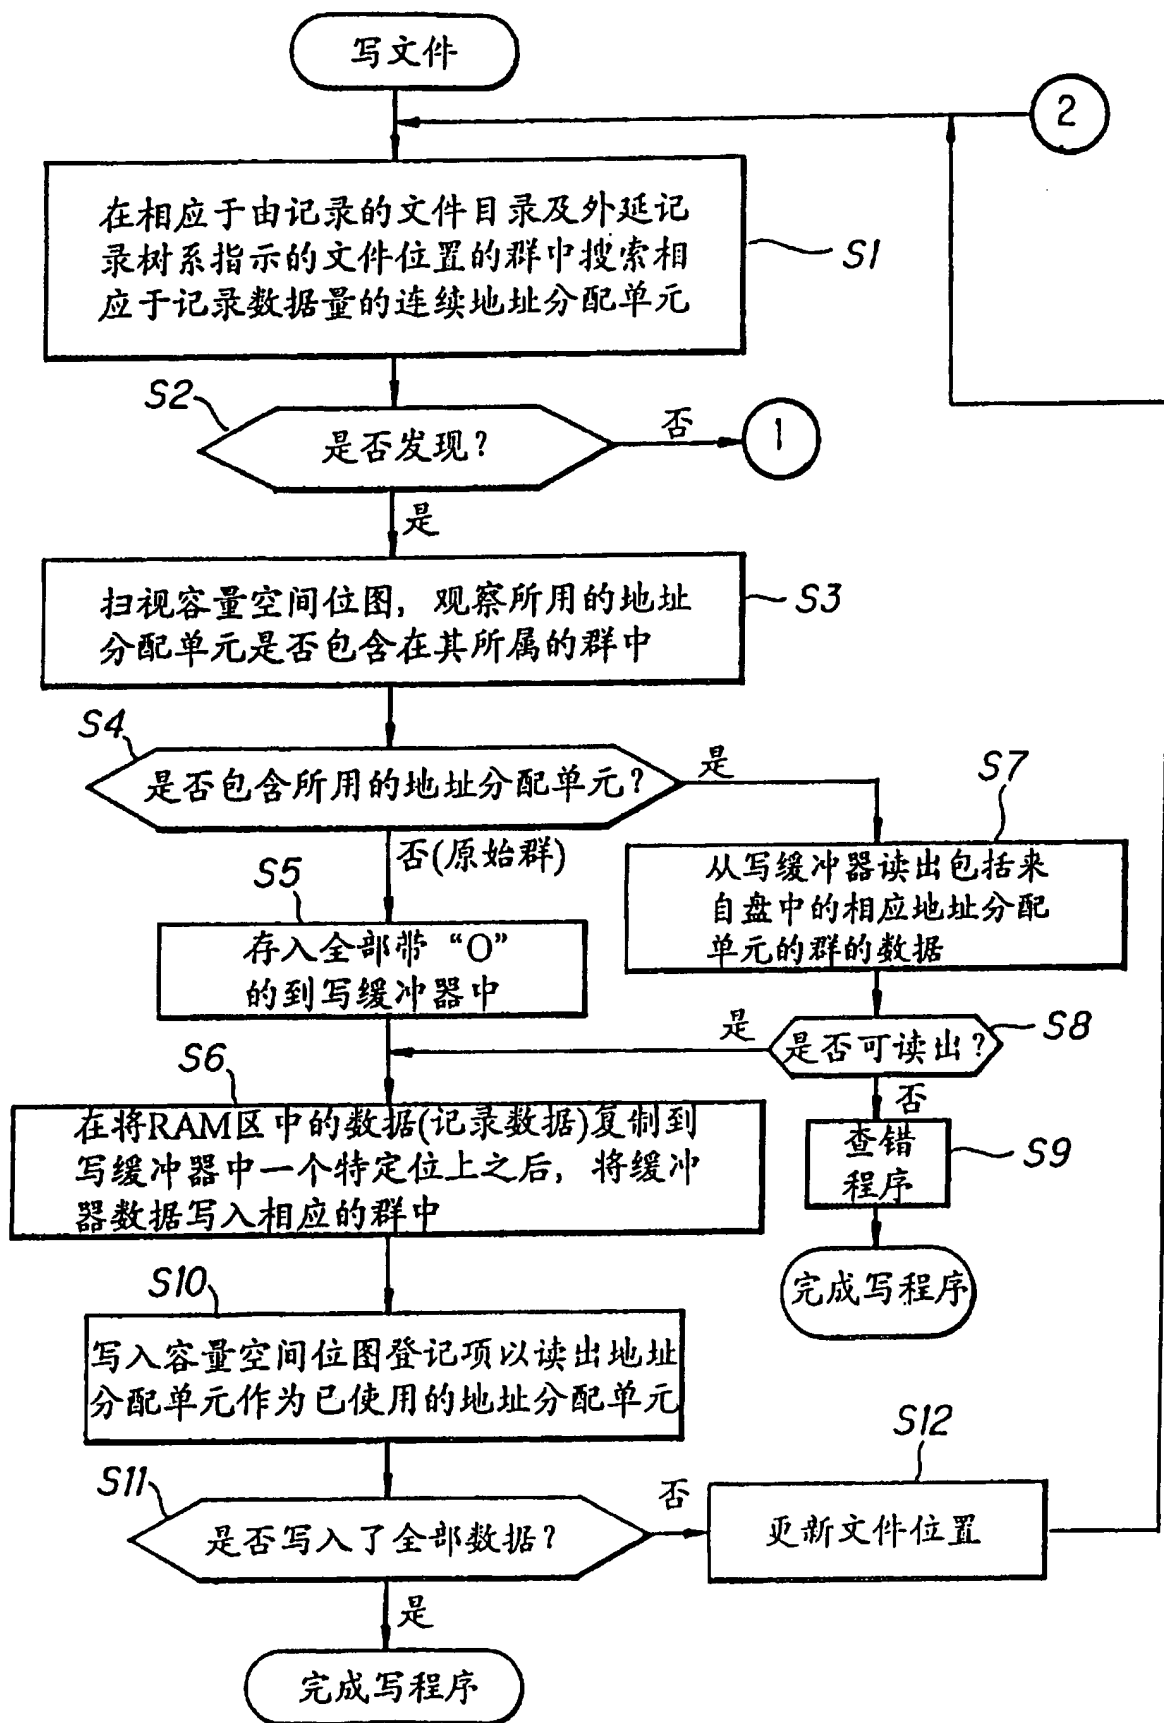 写文件
2
在相应于由记录的文件目录及外延记
录树系指示的文件位置的群中搜索相
应于记录数据量的连续地址分配单元
S1
S2
是否发现？
否
1
是
扫视容量空间位图，观察所用的地址
分配单元是否包含在其所属的群中
S3
S4
是否包含所用的地址分配单元？
是
否(原始群)
S7
从写缓冲器读出包括来
自盘中的相应地址分配
单元的群的数据
S5
存入全部带“O”
的到写缓冲器中
是
是否可读出？
S8
否
S6
在将RAM区中的数据(记录数据)复制到
写缓冲器中一个特定位上之后，将缓冲
器数据写入相应的群中
查错
程序
S9
完成写程序
S10
写入容量空间位图登记项以读出地址
分配单元作为已使用的地址分配单元
S11
是否写入了全部数据？
否
S12
更新文件位置
是
完成写程序